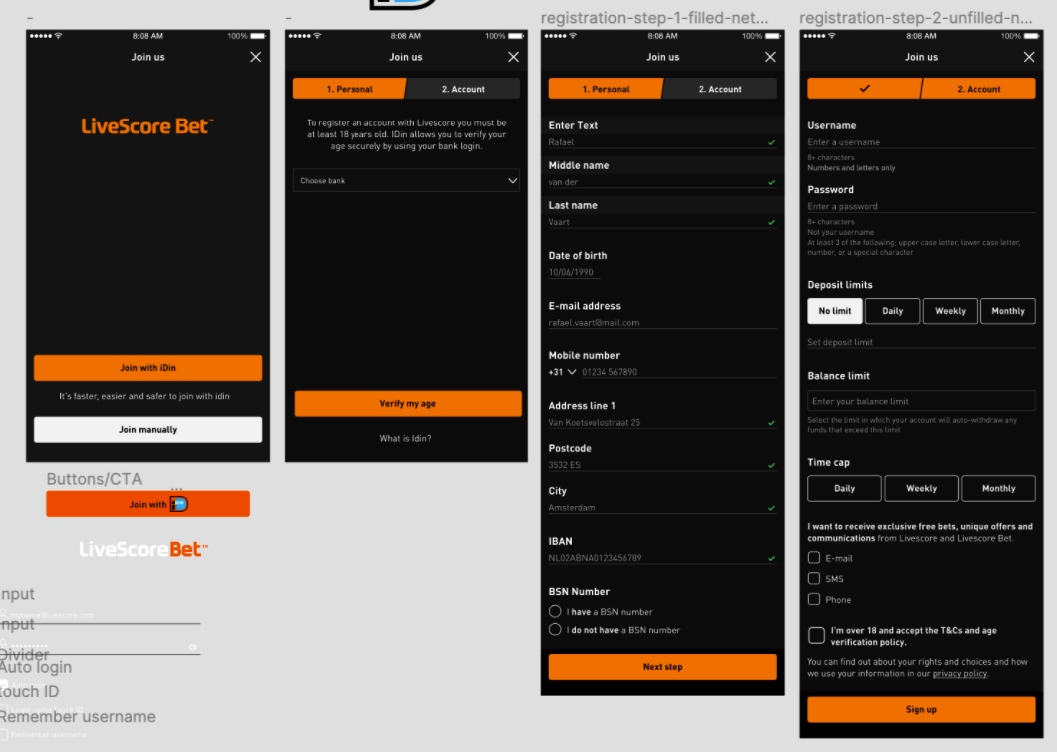 registration-step-1-filled-net...
registration-step-2-unfilled-n...
8:08 AM
100%
Join us
LiveScore Bet™
Join with iDin
It's faster, easier and safer to join with idin
Join manually
8:08 AM
100%
Join us
1. Personal
2. Account
To register an account with Livescore you must be
at least 18 years old. IDin allows you to verify your
age securely by using your bank login.
Choose bank
Verify my age
What is Idin?
8:08 AM
100%
Join us
1. Personal
2. Account
Enter Text
Rafael
Middle name
van der
Last name
Vaart
Date of birth
10/06/1990
E-mail address
rafael.vaart@mail.com
Mobile number
+31 01234 567890
Address line 1
Van Koetsvelostraat 25
Postcode
3532 ES
City
Amsterdam
IBAN
NL02ABNA0123456789
BSN Number
I have a BSN number
I do not have a BSN number
Next step
8:08 AM
100%
Join us
2. Account
Username
Enter a username
8+ characters
Numbers and letters only
Password
Enter a password
8+ characters
Not your username
At least 3 of the following; upper case letter, lower case letter,
number, or a special character
Deposit limits
No limit
Daily
Weekly
Monthly
Set deposit limit
Balance limit
Enter your balance limit
Select the limit in which your account will auto-withdraw any
funds that exceed this limit
Time cap
Daily
Weekly
Monthly
I want to receive exclusive free bets, unique offers and
communications from Livescore and Livescore Bet.
E-mail
SMS
Phone
I'm over 18 and accept the T&Cs and age
verification policy.
You can find out about your rights and choices and how
we use your information in our privacy policy.
Sign up
Buttons/CTA
...
Join with
LiveScore Bet™
nput
nput
Divider
Auto login
touch ID
Remember username
Remember username